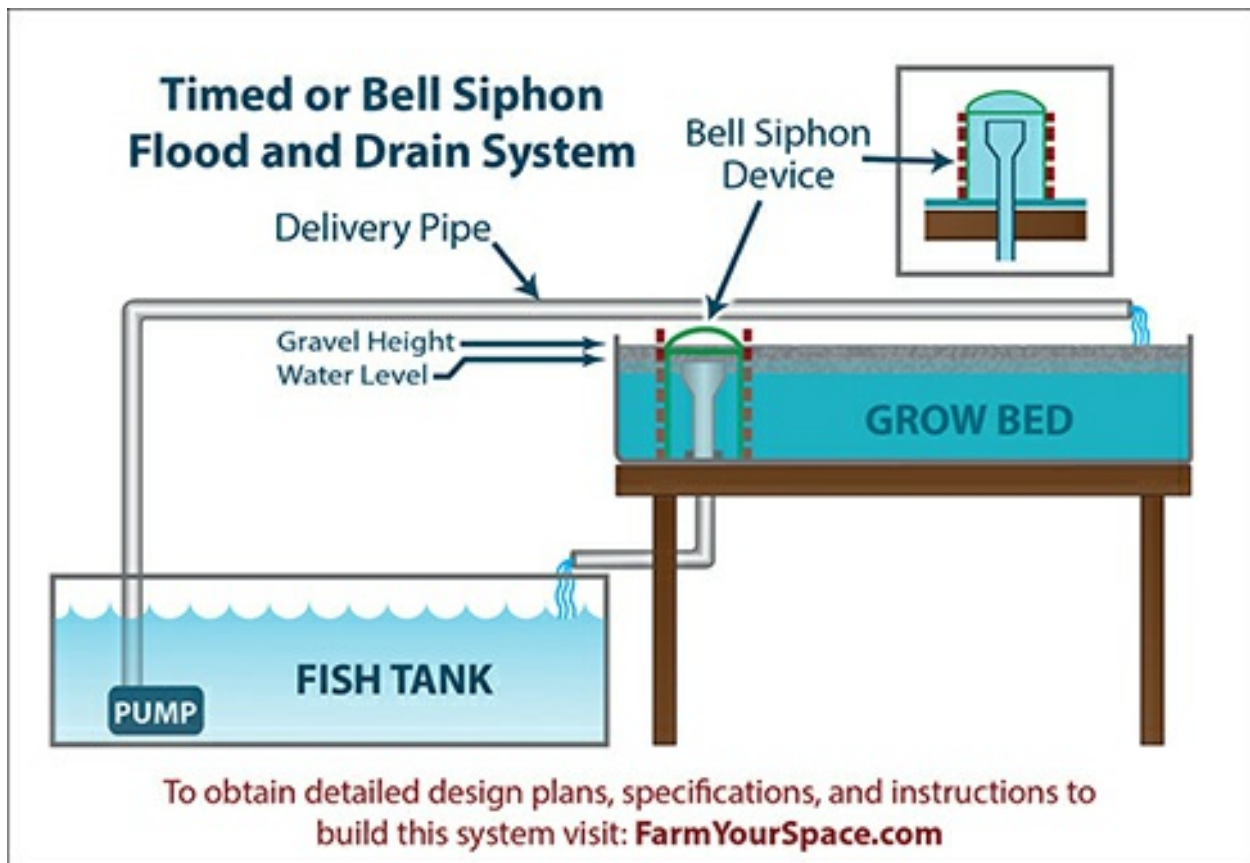 Timed or Bell Siphon
Flood and Drain System
Bell Siphon
Device
Delivery Pipe
Gravel Height
Water Level
GROW BED
FISH TANK
PUMP
To obtain detailed design plans, specifications, and instructions to
build this system visit: FarmYourSpace.com